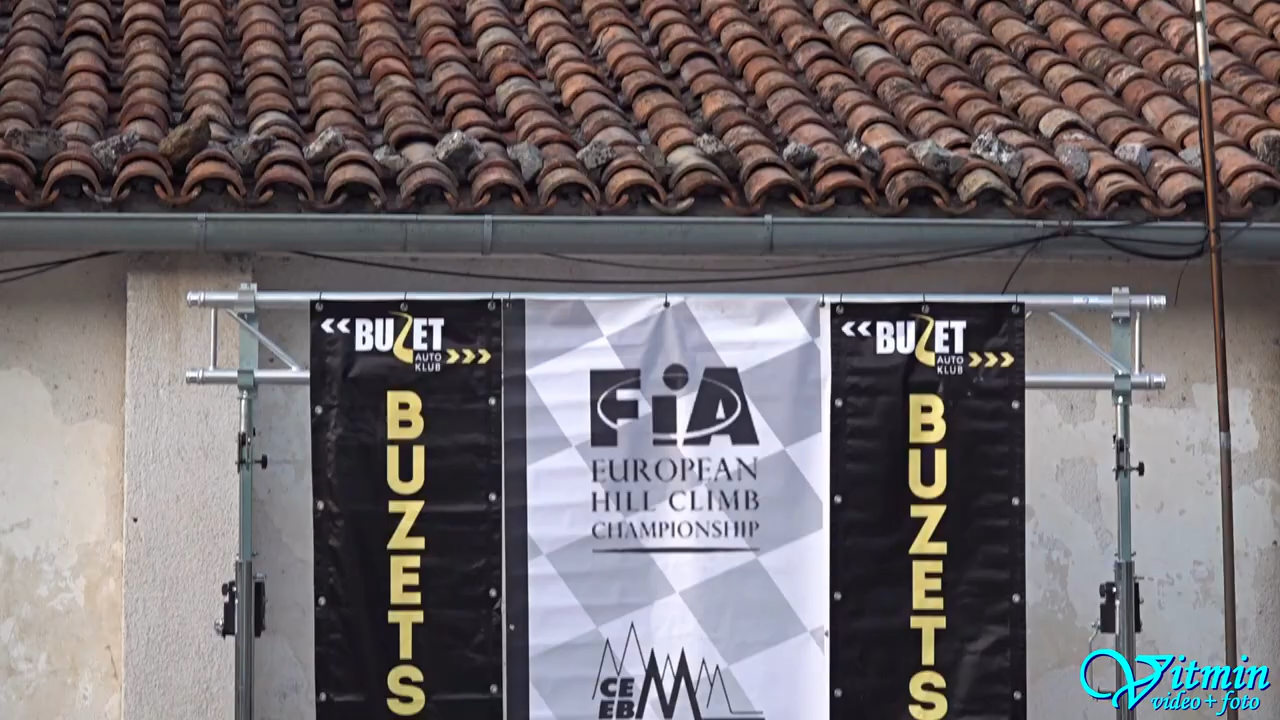 BUZET
AUTO
KLUB
BUZETS
FiA
EUROPEAN
HILL CLIMB
CHAMPIONSHIP
CE
EB
BUZET
AUTO
KLUB
BUZETS
Vitmin
video+foto